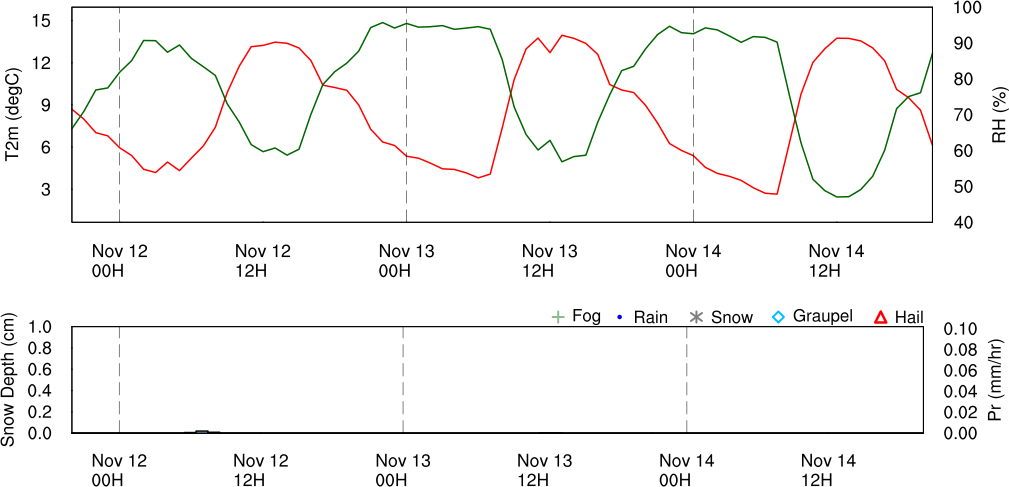 T2m (degC)
15
12
9
6
3
100
90
80
70
60
50
40
RH (%)
Nov 12 Nov 12 Nov 13 Nov 13 Nov 14 Nov 14
00H 12H 00H 12H 00H 12H
Fog Rain Snow Graupel Hail
Snow Depth (cm)
1.0
0.8
0.6
0.4
0.2
0.0
0.10
0.08
0.06
0.04
0.02
0.00
Pr (mm/hr)
Nov 12 Nov 12 Nov 13 Nov 13 Nov 14 Nov 14
00H 12H 00H 12H 00H 12H